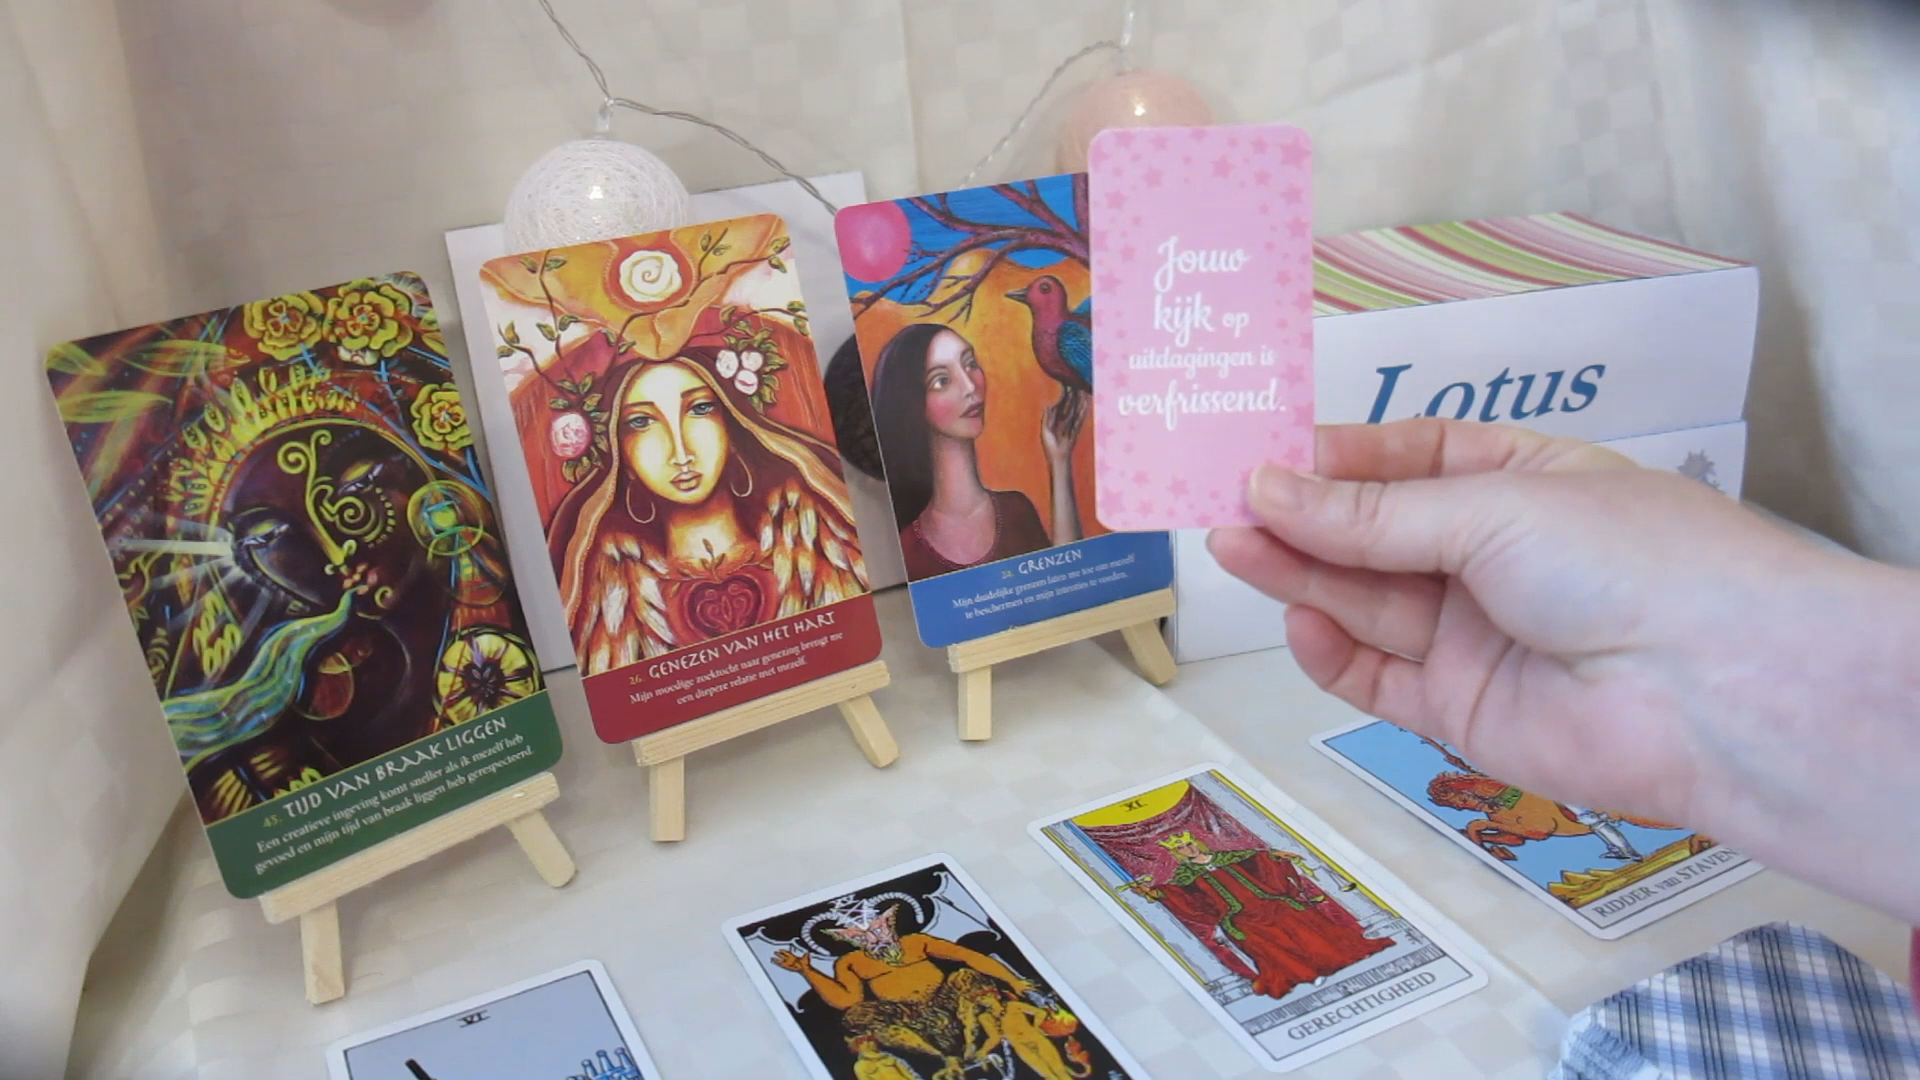 Jouw
kijk op
uitdagingen is
verfrissend.
Lotus
45. TIJD VAN BRAAK LIGGEN
Een creatieve ingeving komt sneller als ik mezelf heb
gevoed en mijn tijd van braak liggen heb gerespecteerd.
26. GENEZEN VAN HET HART
Mijn moedige zoektocht naar genezing brengt me
een diepere relatie met mezelf.
22. GRENZEN
Mijn duidelijke grenzen laten me toe om mezelf
te beschermen en mijn intenties te voeden.
VI
XV
XI
GERECHTIGHEID
RIDDER van STAVEN